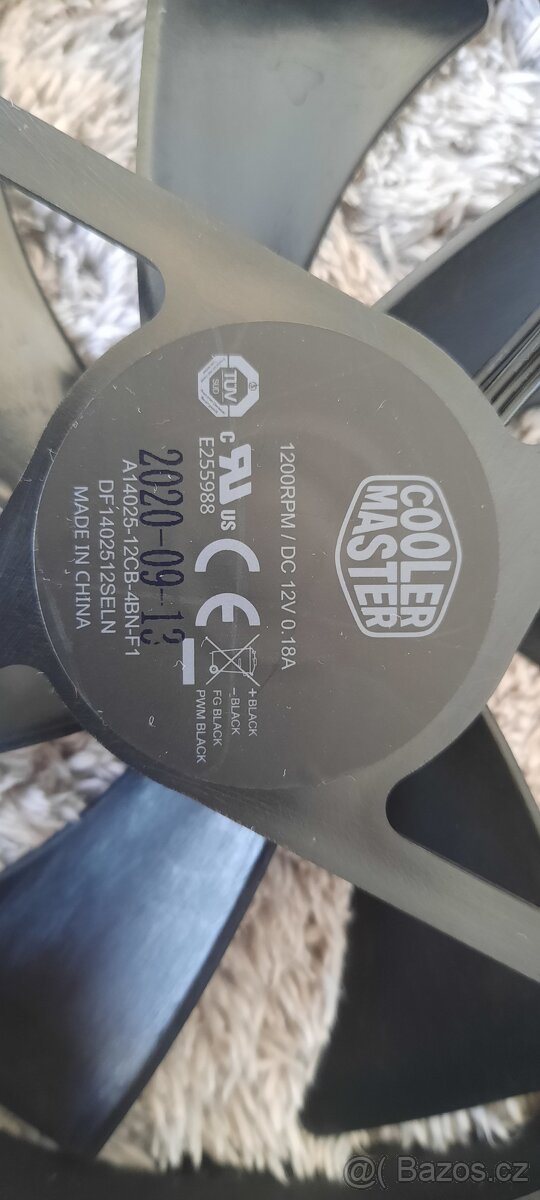 COOLER
MASTER
1200RPM / DC 12V 0.18A
TÜV
SÜD
C
US
E255988
CE
+ BLACK
– BLACK
FG BLACK
PWM BLACK
2020-09-13
A14025-12CB-4BN-F1
DF1402512SELN
MADE IN CHINA
@( Bazos.cz